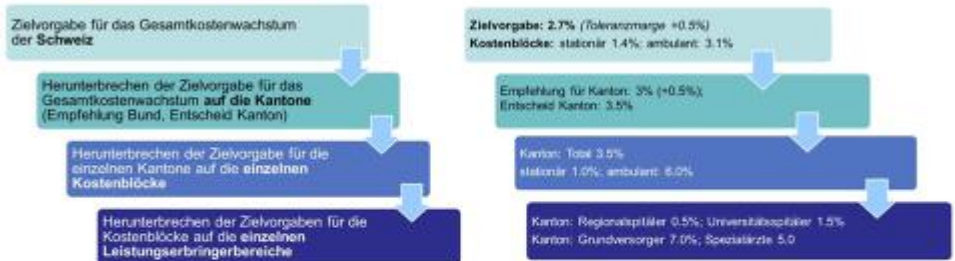 Zielvorgabe für das Gesamtkostenwachstum
der Schweiz
Herunterbrechen der Zielvorgabe für das
Gesamtkostenwachstum auf die Kantone
(Empfehlung Bund, Entscheid Kanton)
Herunterbrechen der Zielvorgabe für die
einzelnen Kantone auf die einzelnen
Kostenblöcke
Herunterbrechen der Zielvorgaben für die
Kostenblöcke auf die einzelnen
Leistungserbringerbereiche
Zielvorgabe: 2.7% (Toleranzmarge +0.5%)
Kostenblöcke: stationär 1.4%; ambulant 3.1%
Empfehlung für Kanton: 3% (+0.5%);
Entscheid Kanton: 3.5%
Kanton: Total 3.5%
stationär 1.0%; ambulant: 6.0%
Kanton: Regionalspitäler 0.5%; Universitätsspitäler 1.5%
Kanton: Grundversorger 7.0%; Spezialärzte 5.0